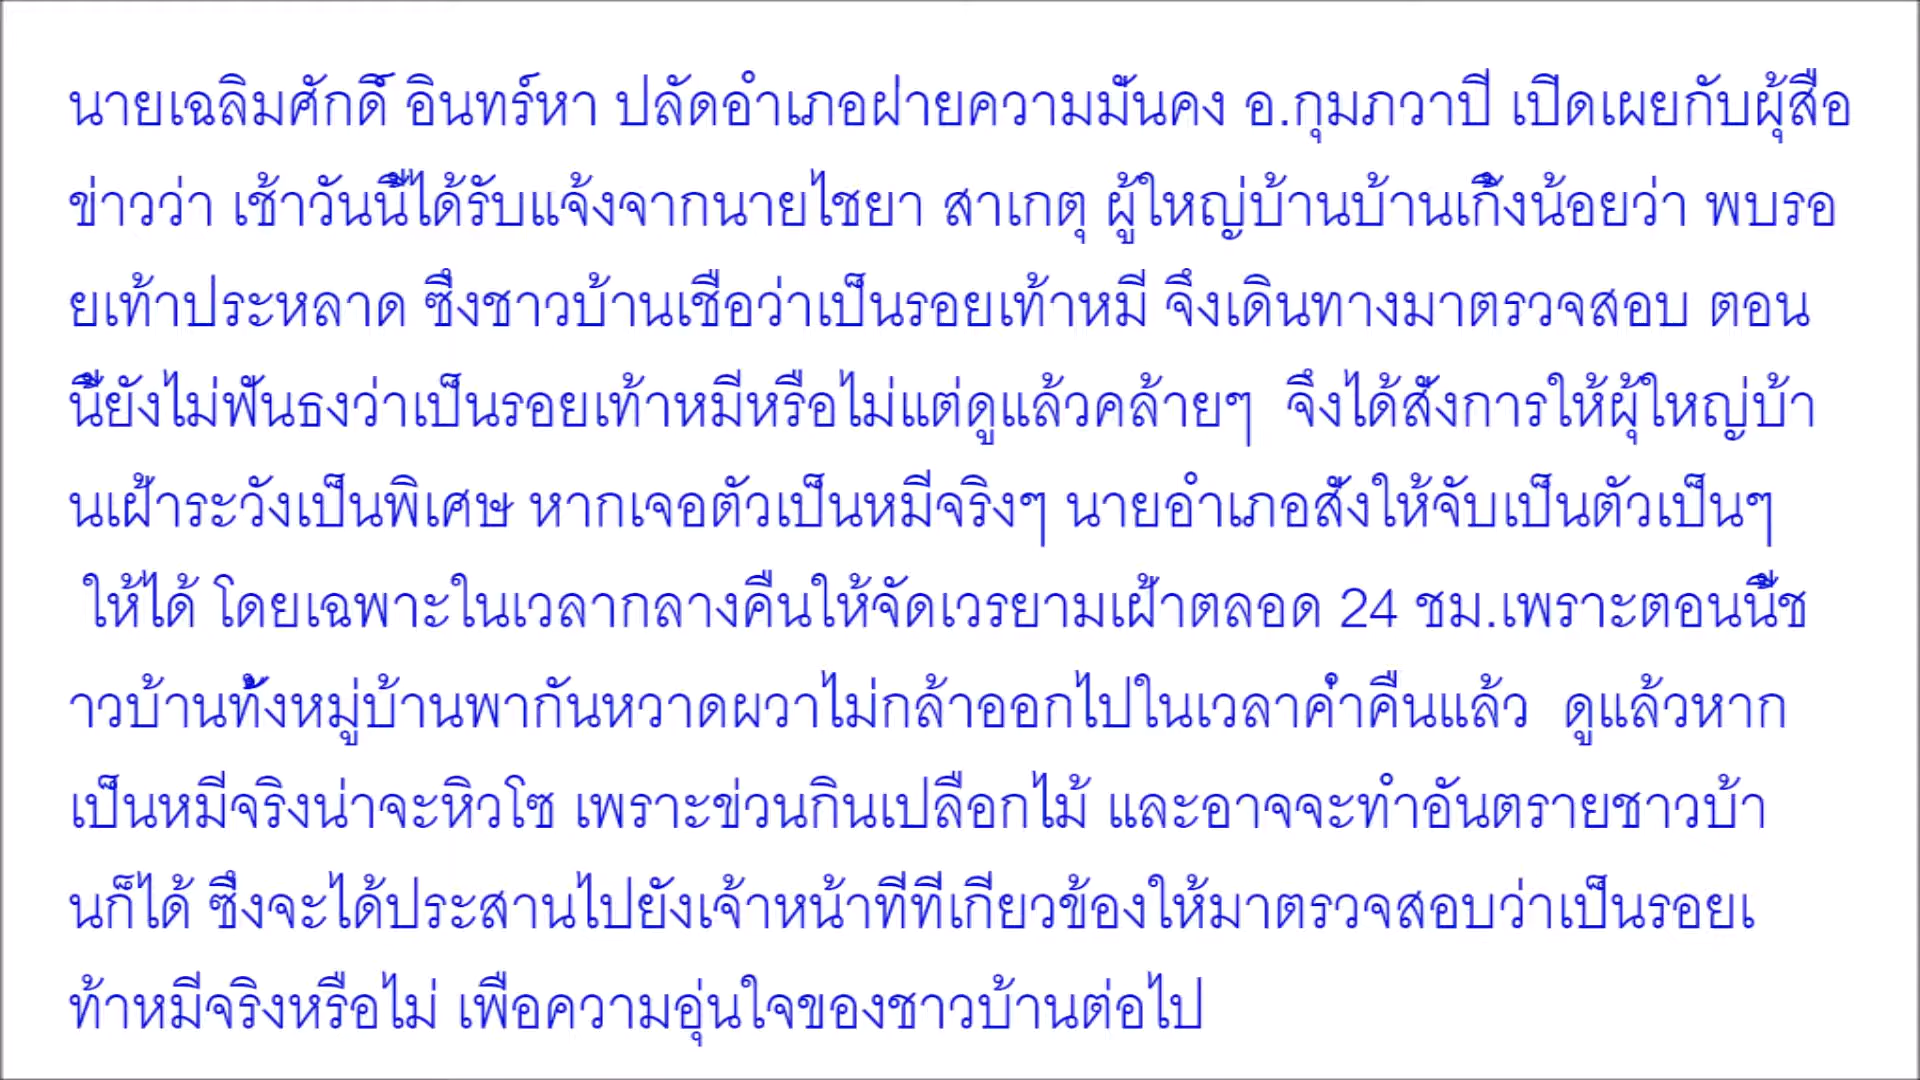 นายเฉลิมศักดิ์ อินทร์หา ปลัดอำเภอฝ่ายความมั่นคง อ.กุมภวาปี เปิดเผยกับผุ้สื่อ
ข่าวว่า เช้าวันนี้ได้รับแจ้งจากนายไชยา สาเกตุ ผู้ใหญ่บ้านบ้านเกิ้งน้อยว่า พบรอ
ยเท้าประหลาด ซึ่งชาวบ้านเชื่อว่าเป็นรอยเท้าหมี จึงเดินทางมาตรวจสอบ ตอน
นี้ยังไม่ฟันธงว่าเป็นรอยเท้าหมีหรือไม่แต่ดูแล้วคล้ายๆ  จึงได้สั่งการให้ผุ้ใหญ่บ้า
นเฝ้าระวังเป็นพิเศษ หากเจอตัวเป็นหมีจริงๆ นายอำเภอสั่งให้จับเป็นตัวเป็นๆ
ให้ได้ โดยเฉพาะในเวลากลางคืนให้จัดเวรยามเฝ้าตลอด 24 ชม.เพราะตอนนี้ช
าวบ้านทั้งหมู่บ้านพากันหวาดผวาไม่กล้าออกไปในเวลาค่ำคืนแล้ว  ดูแล้วหาก
เป็นหมีจริงน่าจะหิวโซ เพราะข่วนกินเปลือกไม้ และอาจจะทำอันตรายชาวบ้า
นก็ได้ ซึ่งจะได้ประสานไปยังเจ้าหน้าที่ที่เกี่ยวข้องให้มาตรวจสอบว่าเป็นรอยเ
ท้าหมีจริงหรือไม่ เพื่อความอุ่นใจของชาวบ้านต่อไป